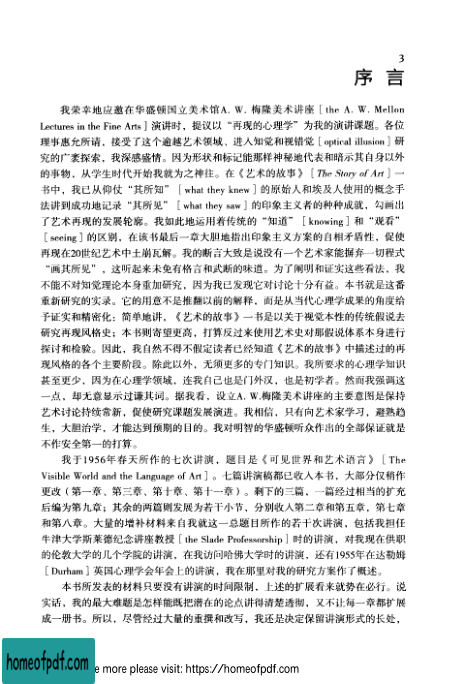 3
序 言
我荣幸地应邀在华盛顿国立美术馆A. W. 梅隆美术讲座［the A. W. Mellon
Lectures in the Fine Arts］演讲时，提议以“再现的心理学”为我的演讲课题。各位
理事惠允所请，接受了这个逾越艺术领域、进入知觉和视错觉［optical illusion］研
究的广袤探索，我深感盛情。因为形状和标记能那样神秘地代表和暗示其自身以外
的事物，从学生时代开始我就为之神往。在《艺术的故事》［The Story of Art］一
书中，我已从仰仗“其所知”［what they knew］的原始人和埃及人使用的概念手
法讲到成功地记录“其所见”［what they saw］的印象主义者的种种成就，勾画出
了艺术再现的发展轮廓。我如此地运用者传统的“知道”［knowing］和“观看”
［seeing］的区别，在该书最后一章大胆地指出印象主义方案的自相矛盾性，促使
再现在20世纪艺术中土崩瓦解。我的断言大致是说没有一个艺术家能摒弃一切程式
“画其所见”，这听起来未免有格言和武断的味道。为了阐明和证实这些看法，我
不能不对知觉理论本身重加研究，因为我已发现它对讨论十分有益。本书就是这番
重新研究的实录。它的用意不是推翻以前的解释，而是从当代心理学成果的角度给
予证实和精密化；简单地讲，《艺术的故事》一书是以关于视觉本性的传统假说去
研究再现风格史；本书则寄望更高，打算反过来使用艺术史对那假说体系本身进行
探讨和检验。因此，我自然不得不假定读者已经知道《艺术的故事》中描述过的再
现风格的各个主要阶段。除此以外，无须更多的专门知识。我所要求的心理学知识
甚至更少，因为在心理学领域，连我自己也是门外汉，也是初学者。然而我强调这
一点，却无意显示过谦其词。据我看，设立A. W.梅隆美术讲座的主要意图是保持
艺术讨论持续常新，促使研究课题发展演进。我相信，只有向艺术家学习，避熟趋
生，大胆治学，才能达到预期的目的。我对明智的华盛顿听众作出的全部保证就是
不作安全第一的打算。
我于1956年春天所作的七次讲演，题目是《可见世界和艺术语言》［The
Visible World and the Language of Art］。七篇讲演稿都已收入本书，大部分仅稍作
更改（第一章、第三章、第十章、第十一章）。剩下的三篇，一篇经过相当的扩充
后编为第九章；其余的两篇则发展为若干小节，分别收入第二章和第五章，第七章
和第八章。大量的增补材料来自我就这一总题目所作的若干次讲演，包括我担任
牛津大学斯莱德纪念讲座教授［the Slade Professorship］时的讲演，对我现在供职
的伦敦大学的几个学院的讲演，在我访问哈佛大学时的讲演，还有1955年在达勒姆
［Durham］英国心理学会年会上的讲演，我在那里对我的研究方案作了概述。
本书所发表的材料只要没有讲演的时间限制，上述的扩展看来就势在必行。说
实话，我的最大难题是怎样能既把潜在的论点讲得清楚透彻，又不让每一章都扩展
成一册书。所以，尽管经过大量的重撰和改写，我还是决定保留讲演形式的长处，
homeofpdf.com
e more please visit: https://homeofpdf.com